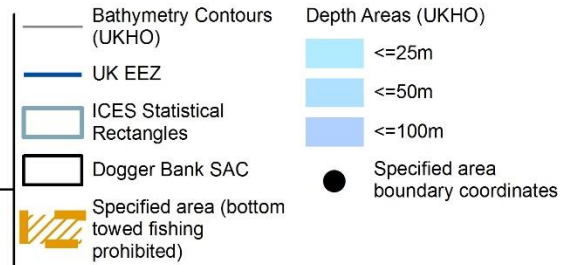 Bathymetry Contours
(UKHO)
UK EEZ
ICES Statistical
Rectangles
Dogger Bank SAC
Specified area (bottom
towed fishing
prohibited)
Depth Areas (UKHO)
<=25m
<=50m
<=100m
Specified area
boundary coordinates